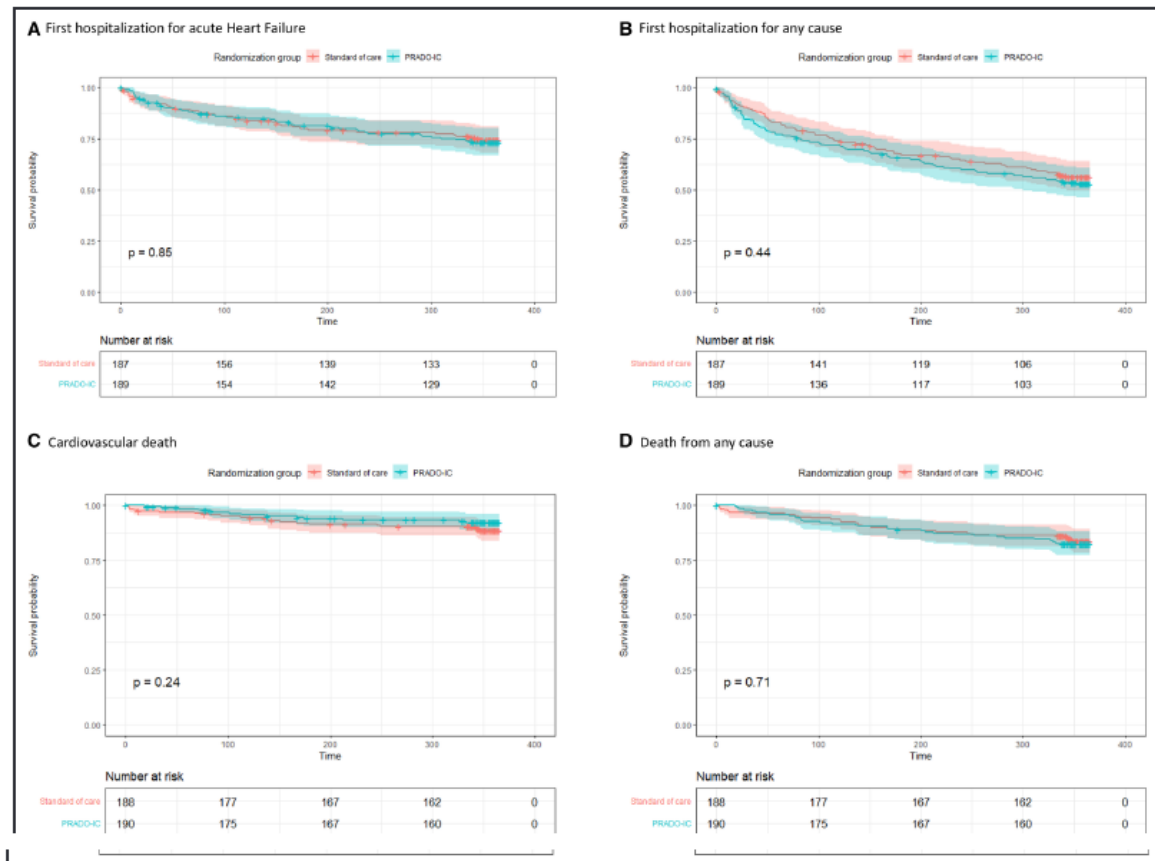 A First hospitalization for acute Heart Failure
Randomization group Standard of care PRADO-IC
1.00
0.75
0.50
0.25
0.00
Survival probability
p = 0.85
0 100 200 300 400
Time
Number at risk
Standard of care 187 156 139 133 0
PRADO-IC 189 154 142 129 0
B First hospitalization for any cause
Randomization group Standard of care PRADO-IC
1.00
0.75
0.50
0.25
0.00
Survival probability
p = 0.44
0 100 200 300 400
Time
Number at risk
Standard of care 187 141 119 106 0
PRADO-IC 189 136 117 103 0
C Cardiovascular death
Randomization group Standard of care PRADO-IC
1.00
0.75
0.50
0.25
0.00
Survival probability
p = 0.24
0 100 200 300 400
Time
Number at risk
Standard of care 188 177 167 162 0
PRADO-IC 190 175 167 160 0
D Death from any cause
Randomization group Standard of care PRADO-IC
1.00
0.75
0.50
0.25
0.00
Survival probability
p = 0.71
0 100 200 300 400
Time
Number at risk
Standard of care 188 177 167 162 0
PRADO-IC 190 175 167 160 0